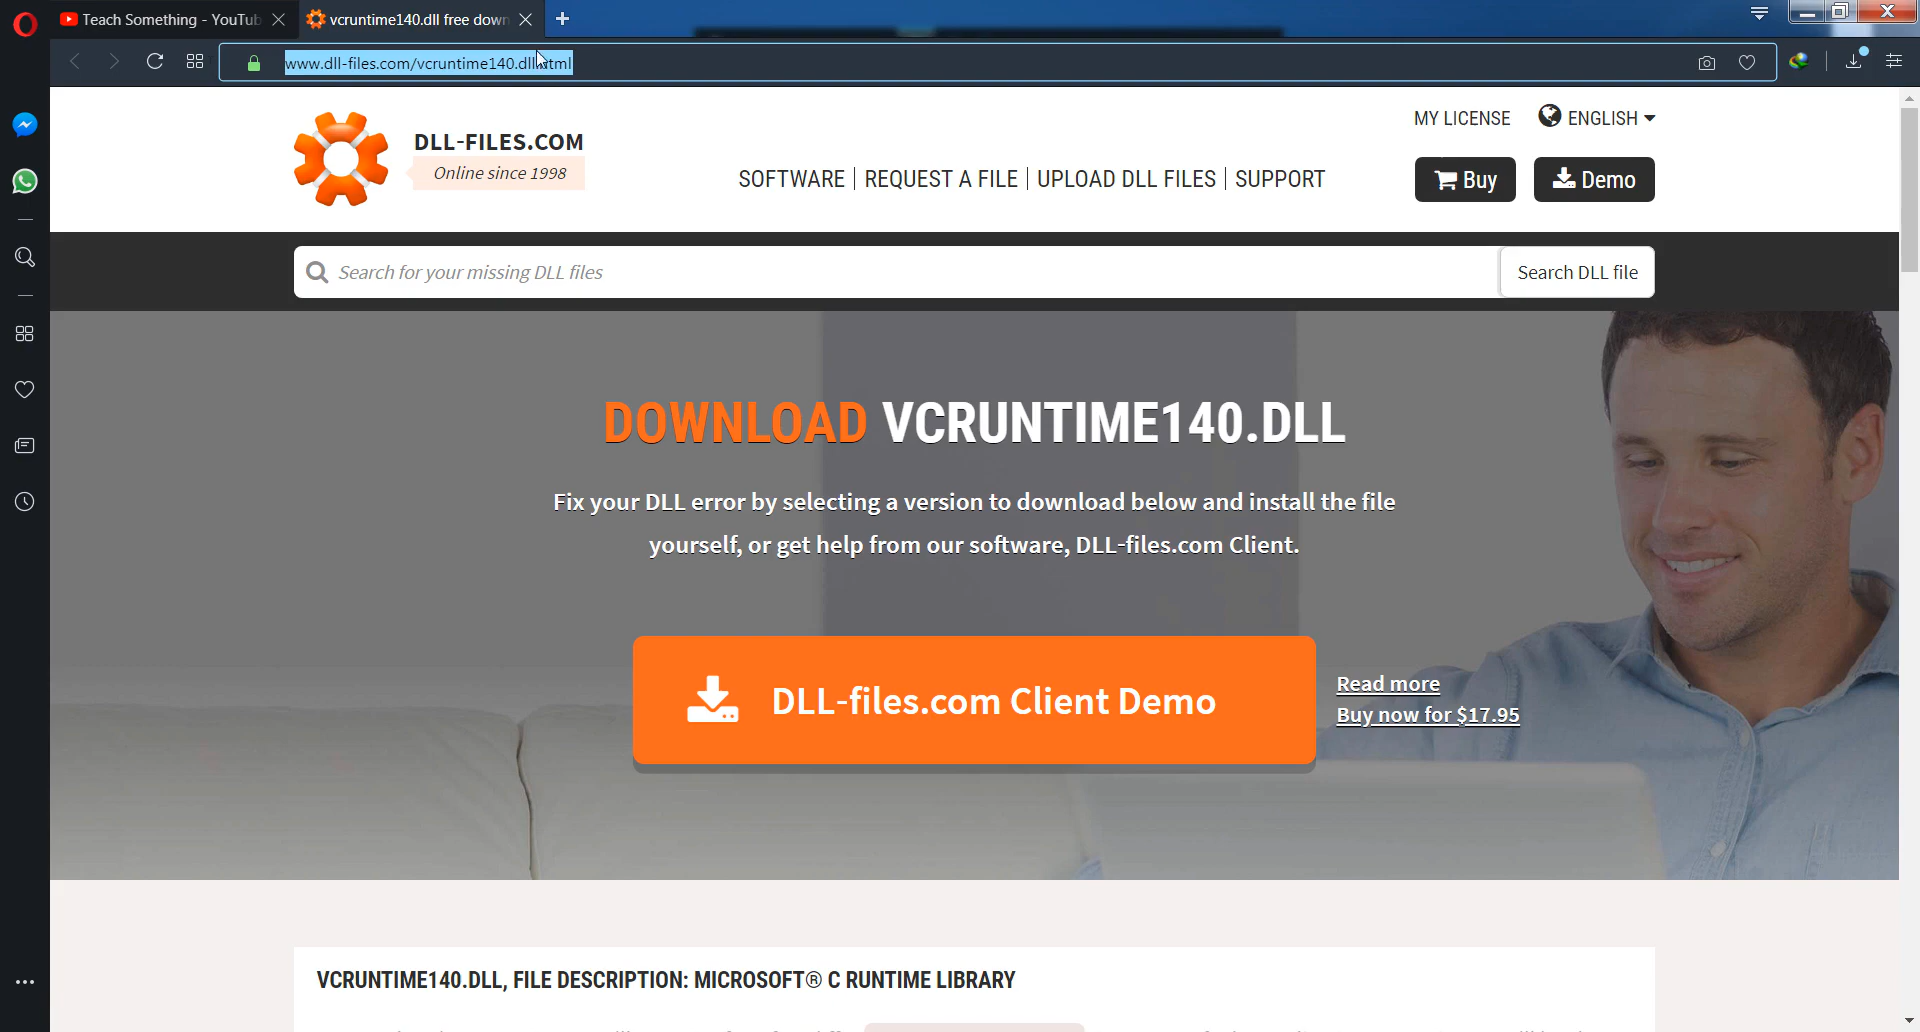 Teach Something - YouTub
vcruntime140.dll free down
www.dll-files.com/vcruntime140.dll.html
DLL-FILES.COM
Online since 1998
MY LICENSE
ENGLISH
SOFTWARE
REQUEST A FILE
UPLOAD DLL FILES
SUPPORT
Buy
Demo
Search for your missing DLL files
Search DLL file
DOWNLOAD VCRUNTIME140.DLL
Fix your DLL error by selecting a version to download below and install the file
yourself, or get help from our software, DLL-files.com Client.
DLL-files.com Client Demo
Read more
Buy now for $17.95
VCRUNTIME140.DLL, FILE DESCRIPTION: MICROSOFT® C RUNTIME LIBRARY